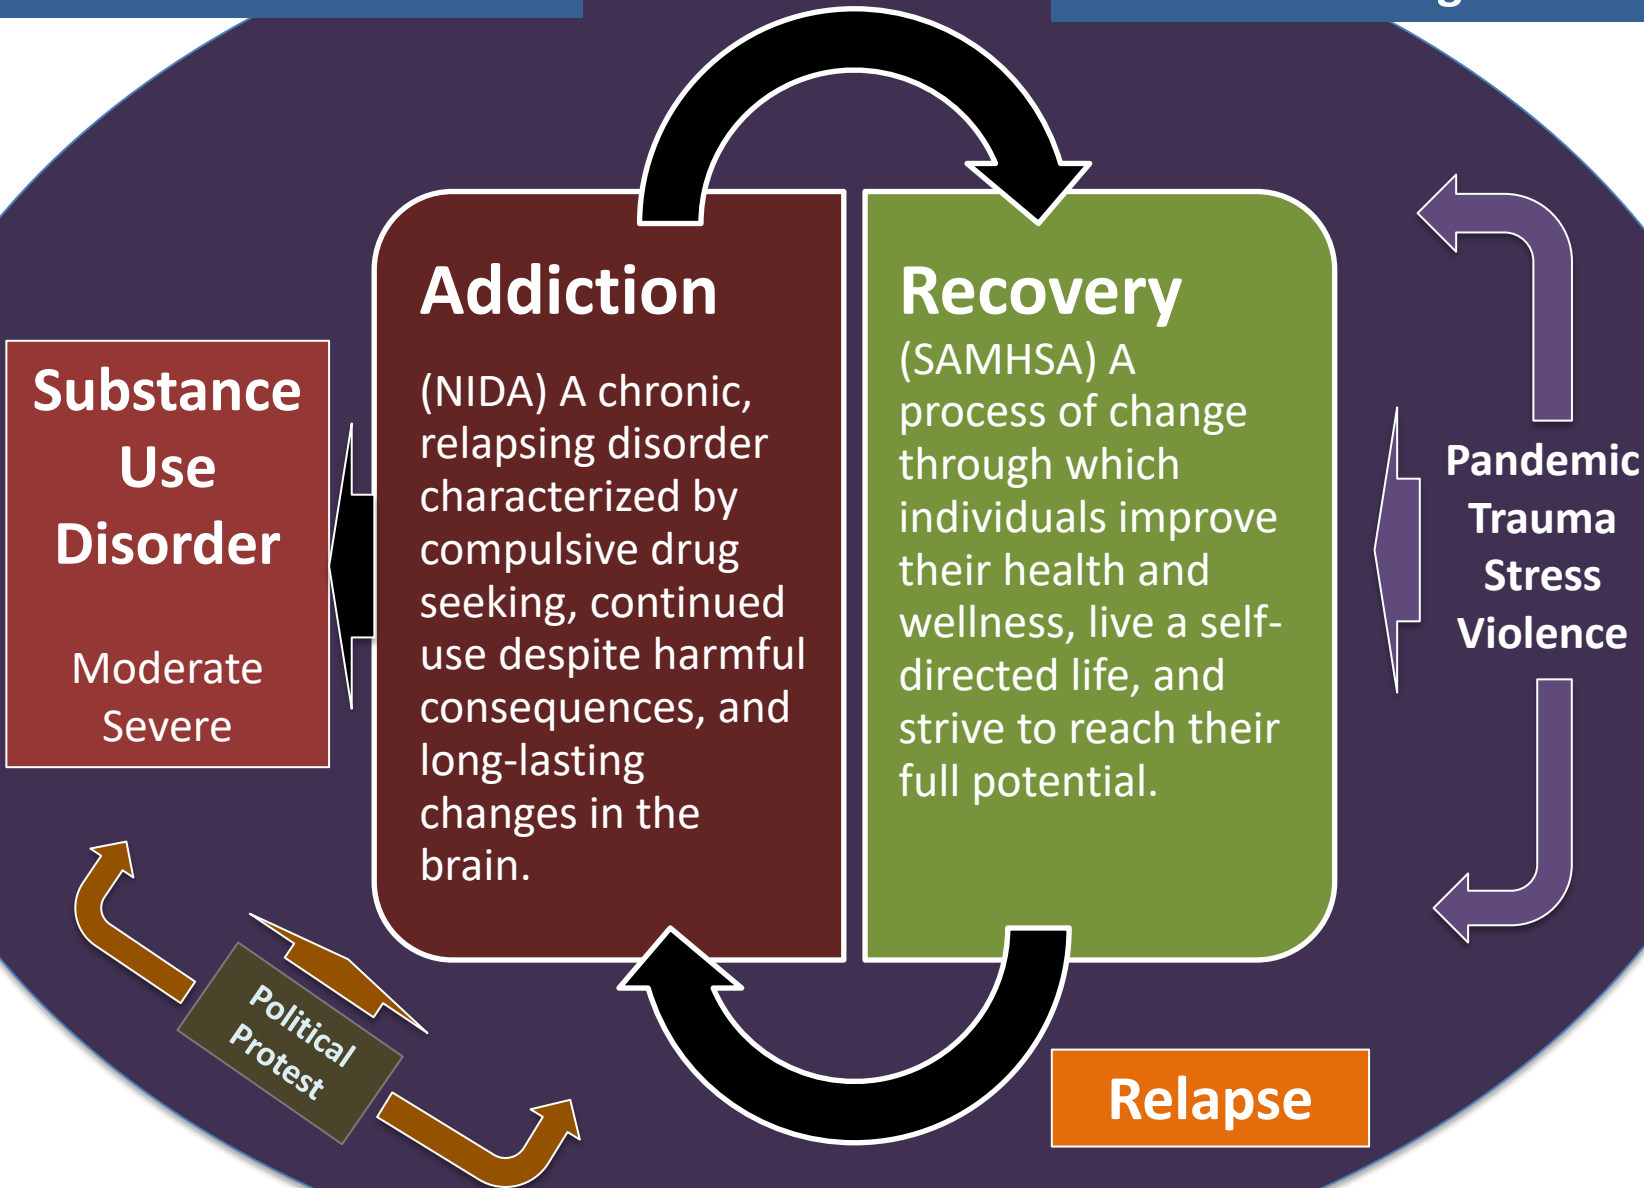 Addiction
(NIDA) A chronic,
relapsing disorder
characterized by
compulsive drug
seeking, continued
use despite harmful
consequences, and
long-lasting
changes in the
brain.
Recovery
(SAMHSA) A
process of change
through which
individuals improve
their health and
wellness, live a self-
directed life, and
strive to reach their
full potential.
Substance
Use
Disorder
Moderate
Severe
Pandemic
Trauma
Stress
Violence
Political
Protest
Relapse